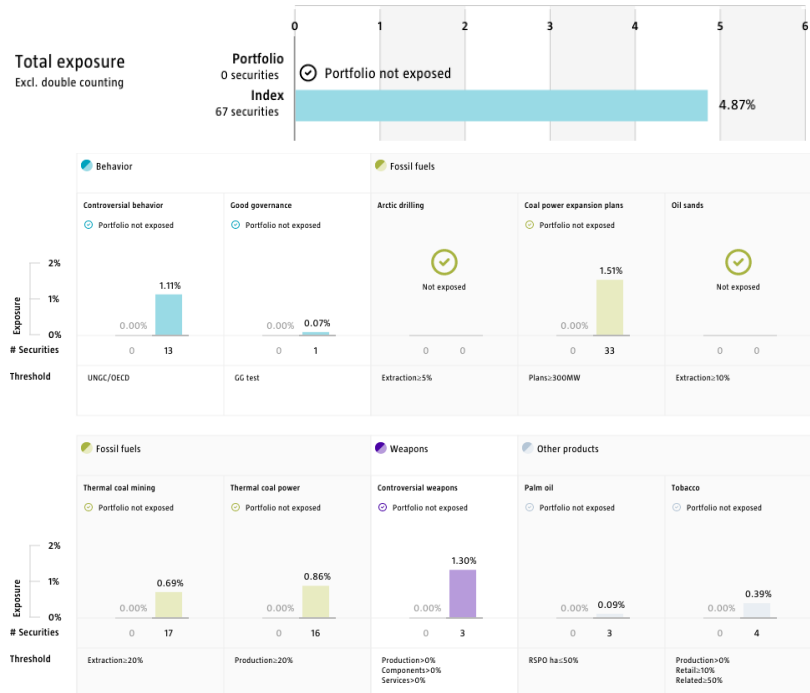 0 1 2 3 4 5 6
Total exposure
Excl. double counting
Portfolio
0 securities
Portfolio not exposed
Index
67 securities
4.87%
Behavior
Fossil fuels
Controversial behavior
Good governance
Arctic drilling
Coal power expansion plans
Oil sands
Portfolio not exposed
Portfolio not exposed
Portfolio not exposed
Exposure
2%
1%
0%
0.00% 1.11%
0.00% 0.07%
Not exposed
0.00% 1.51%
Not exposed
# Securities 0 13 0 1 0 0 0 33 0 0
Threshold UNGC/OECD GG test Extraction≥5% Plans≥300MW Extraction≥10%
Fossil fuels
Weapons
Other products
Thermal coal mining
Thermal coal power
Controversial weapons
Palm oil
Tobacco
Portfolio not exposed
Portfolio not exposed
Portfolio not exposed
Portfolio not exposed
Portfolio not exposed
Exposure
2%
1%
0%
0.00% 0.69%
0.00% 0.86%
0.00% 1.30%
0.00% 0.09%
0.00% 0.39%
# Securities 0 17 0 16 0 3 0 3 0 4
Threshold
Extraction≥20%
Production≥20%
Production>0%
Components>0%
Services>0%
RSPO ha≤50%
Production>0%
Retail≥10%
Related≥50%